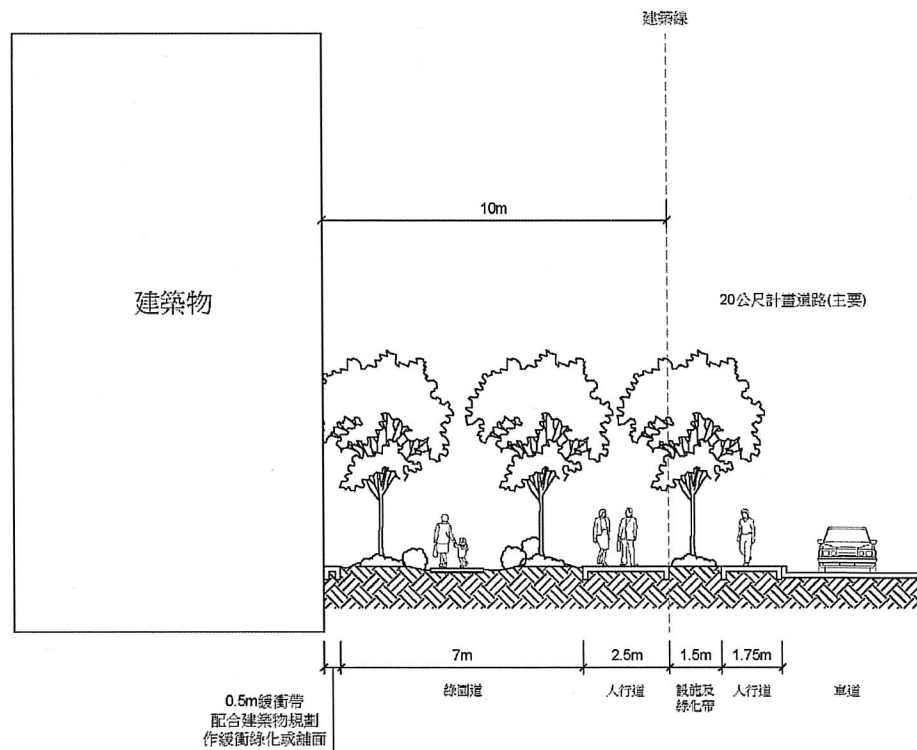 建築線
10m
建築物
20公尺計畫道路(主要)
7m
2.5m
1.5m
1.75m
綠園道
人行道
設施及
綠化帶
人行道
車道
0.5m緩衝帶
配合建築物規劃
作緩衝綠化或舖面